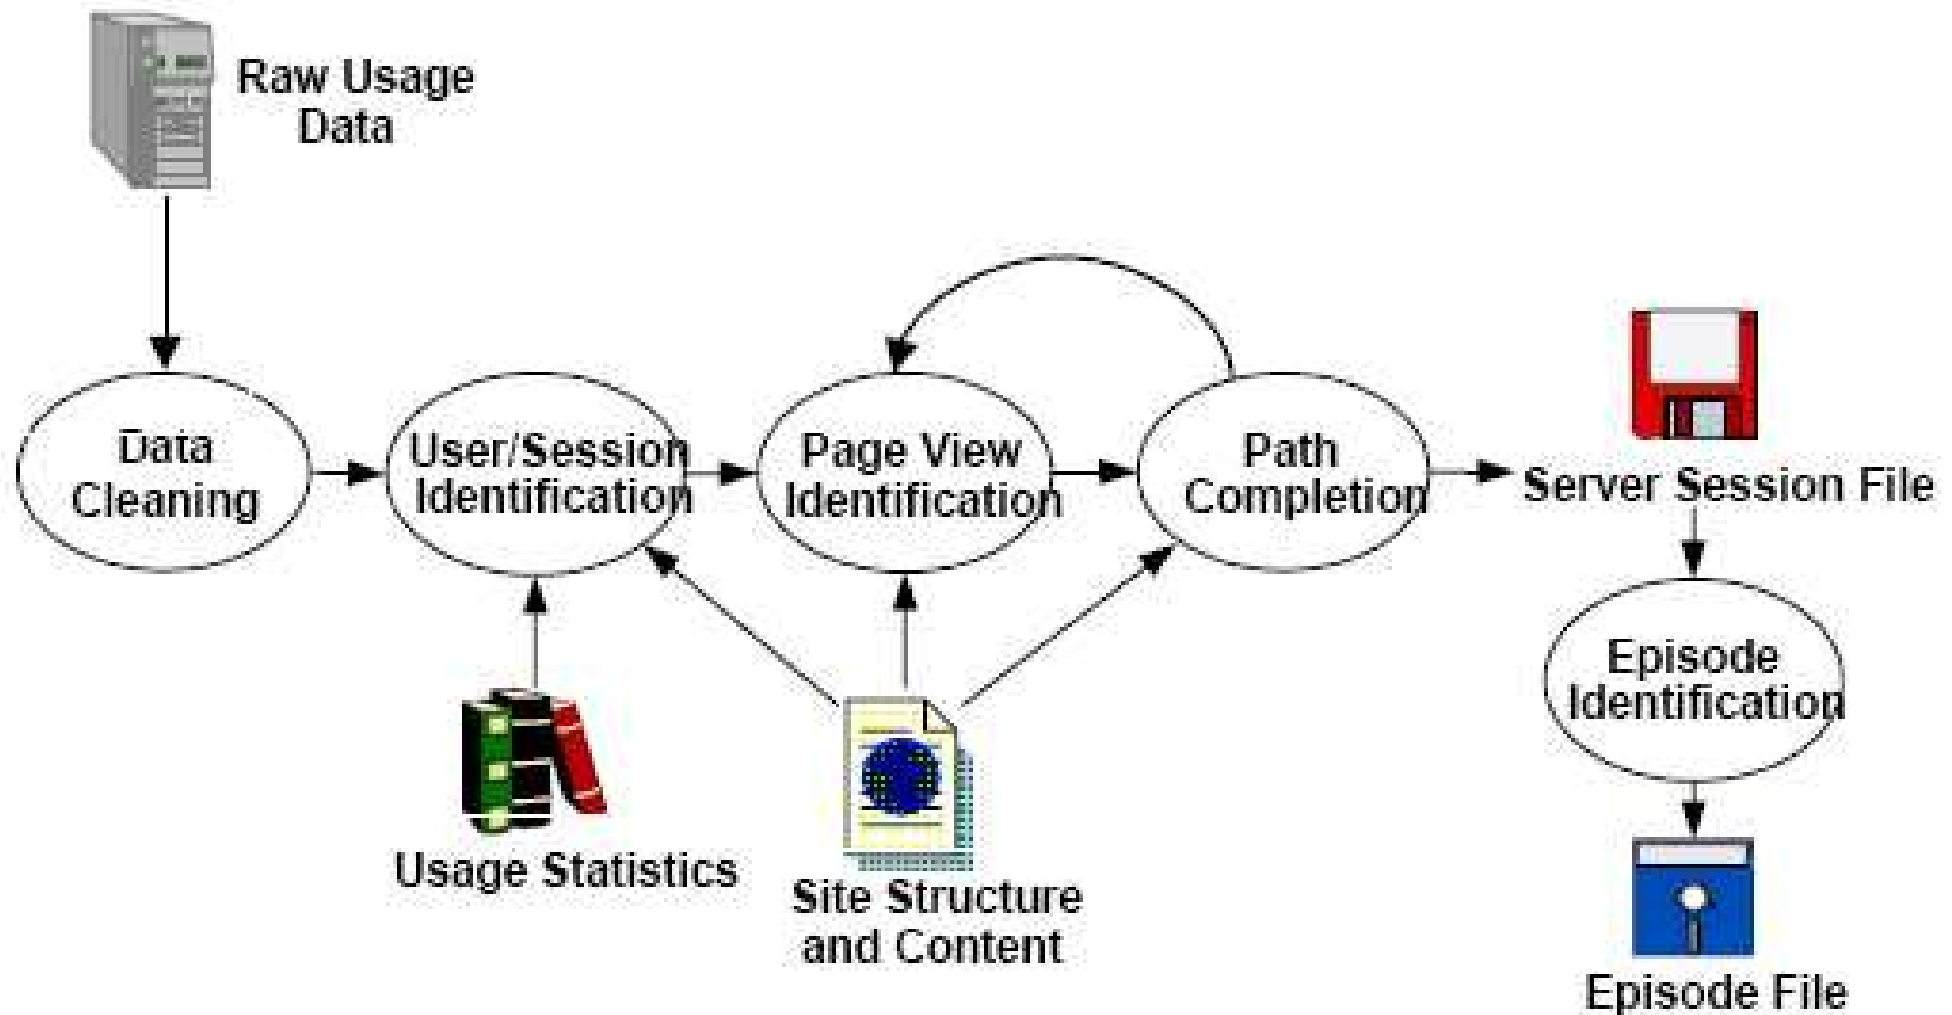 Raw Usage
Data
Data
Cleaning
User/Session
Identification
Page View
Identification
Path
Completion
Server Session File
Episode
Identification
Usage Statistics
Site Structure
and Content
Episode File